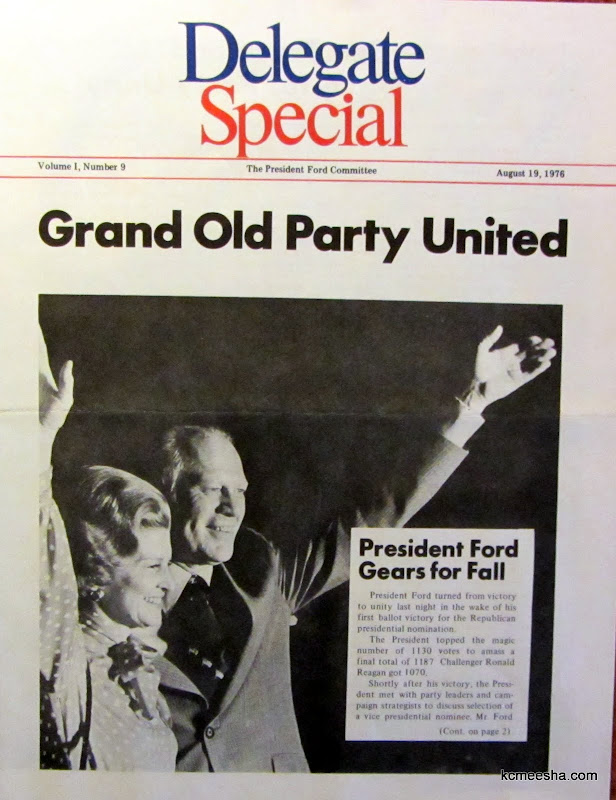 Delegate
Special
Volume I, Number 9
The President Ford Committee
August 19, 1976
Grand Old Party United
President Ford
Gears for Fall
President Ford turned from victory
to unity last night in the wake of his
first ballot victory for the Republican
presidential nomination.
The President topped the magic
number of 1130 votes to amass a
final total of 1187 Challenger Ronald
Reagan got 1070.
Shortly after his victory, the Presi-
dent met with party leaders and cam-
paign strategists to discuss selection of
a vice presidential nominee. Mr. Ford
(Cont. on page 2)
kcmeesha.com